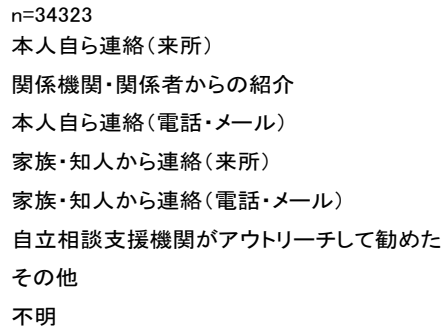 n=34323
本人自ら連絡（来所）
関係機関・関係者からの紹介
本人自ら連絡（電話・メール）
家族・知人から連絡（来所）
家族・知人から連絡（電話・メール）
自立相談支援機関がアウトリーチして勧めた
その他
不明